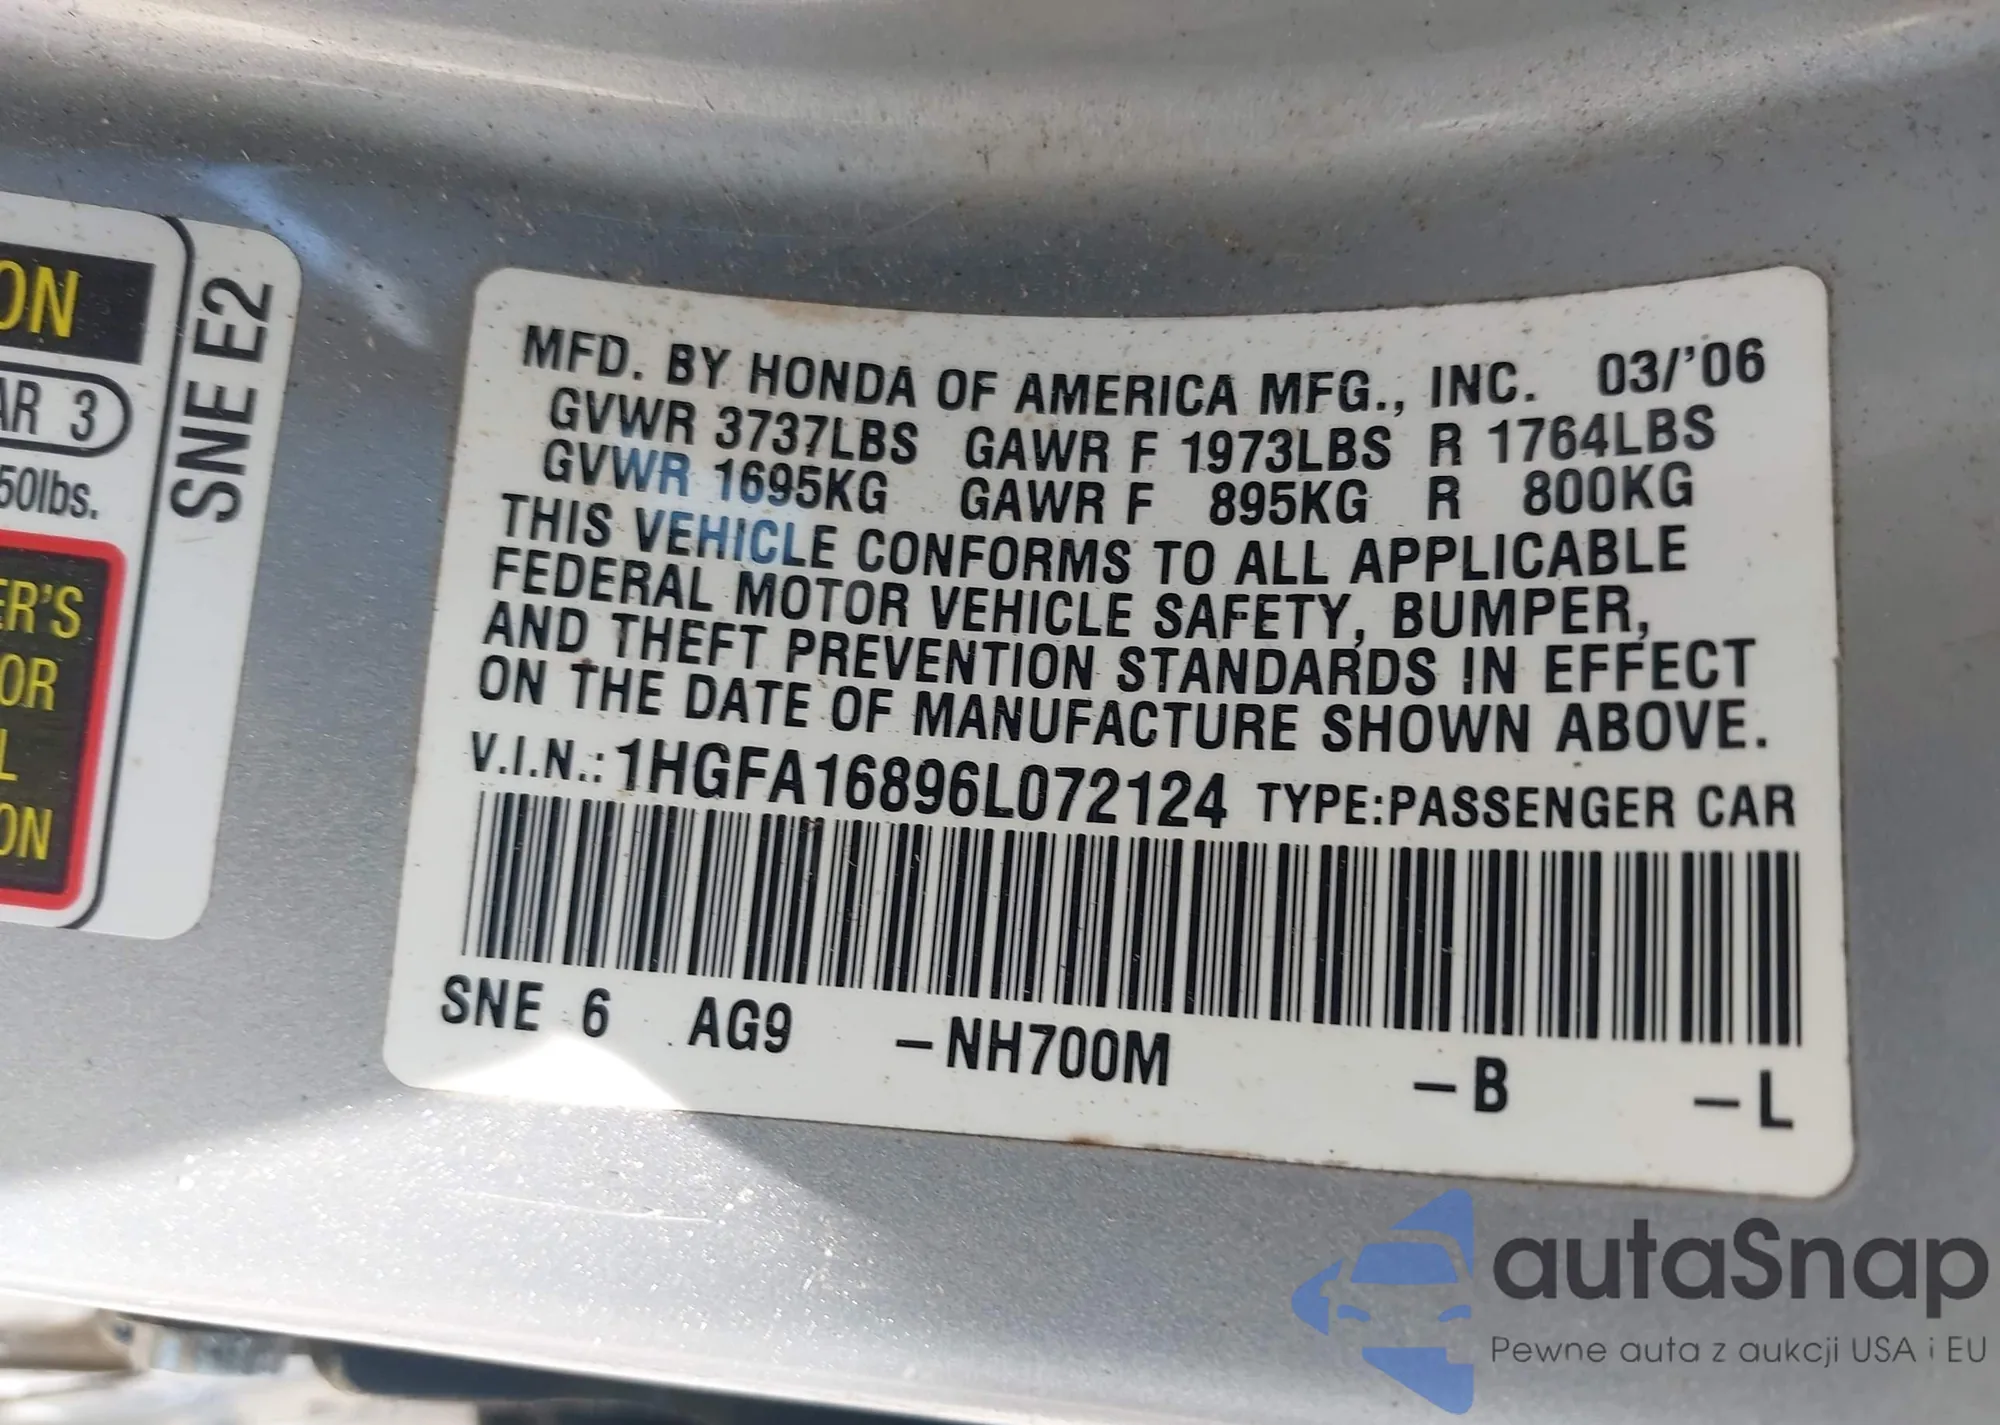 ON
AR 3
50lbs.
ER'S
OR
L
ON
SNE E2
MFD. BY HONDA OF AMERICA MFG., INC. 03/'06
GVWR 3737LBS GAWR F 1973LBS R 1764LBS
GVWR 1695KG GAWR F 895KG R 800KG
THIS VEHICLE CONFORMS TO ALL APPLICABLE
FEDERAL MOTOR VEHICLE SAFETY, BUMPER,
AND THEFT PREVENTION STANDARDS IN EFFECT
ON THE DATE OF MANUFACTURE SHOWN ABOVE.
V.I.N.: 1HGFA16896L072124 TYPE:PASSENGER CAR
SNE 6 AG9 -NH700M -B -L
autaSnap
Pewne auta z aukcji USA i EU